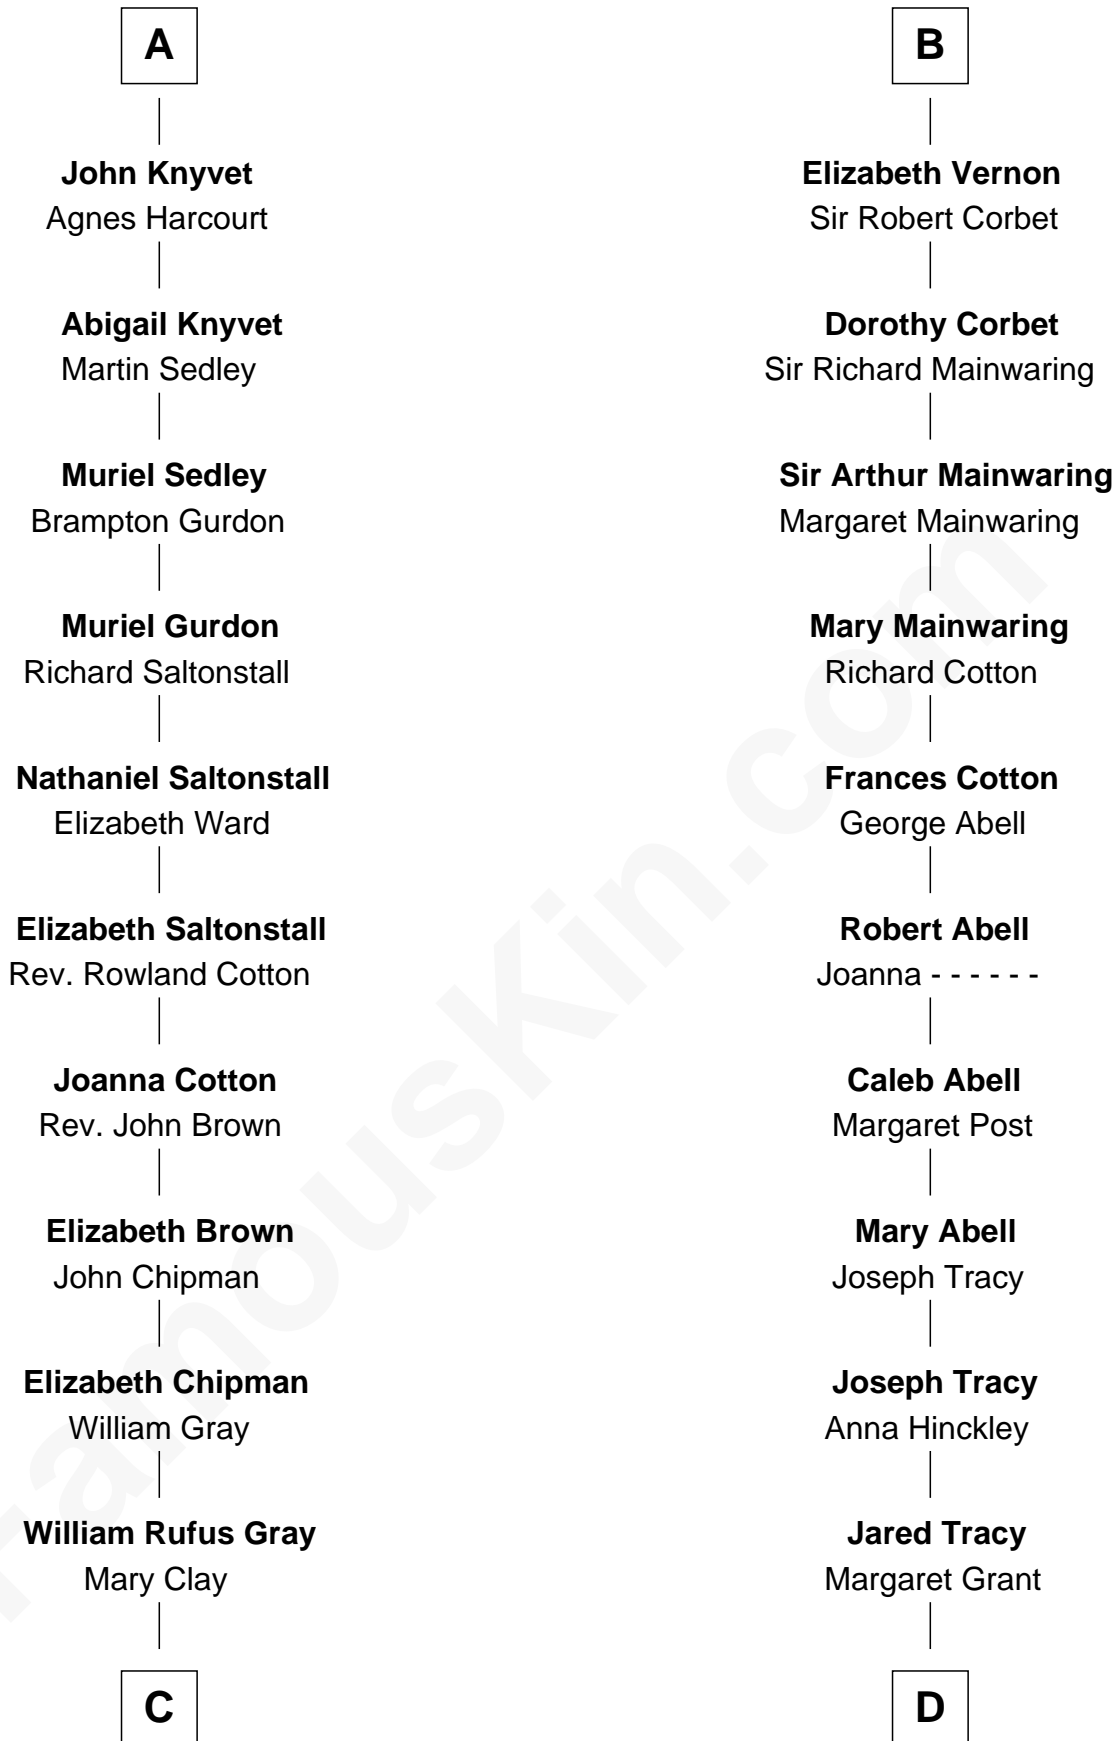 A
John Knyvet
Agnes Harcourt
Abigail Knyvet
Martin Sedley
Muriel Sedley
Brampton Gurdon
Muriel Gurdon
Richard Saltonstall
Nathaniel Saltonstall
Elizabeth Ward
Elizabeth Saltonstall
Rev. Rowland Cotton
Joanna Cotton
Rev. John Brown
Elizabeth Brown
John Chipman
Elizabeth Chipman
William Gray
William Rufus Gray
Mary Clay
C
B
Elizabeth Vernon
Sir Robert Corbet
Dorothy Corbet
Sir Richard Mainwaring
Sir Arthur Mainwaring
Margaret Mainwaring
Mary Mainwaring
Richard Cotton
Frances Cotton
George Abell
Robert Abell
Joanna - - - - - -
Caleb Abell
Margaret Post
Mary Abell
Joseph Tracy
Joseph Tracy
Anna Hinckley
Jared Tracy
Margaret Grant
D
FamousKin.com